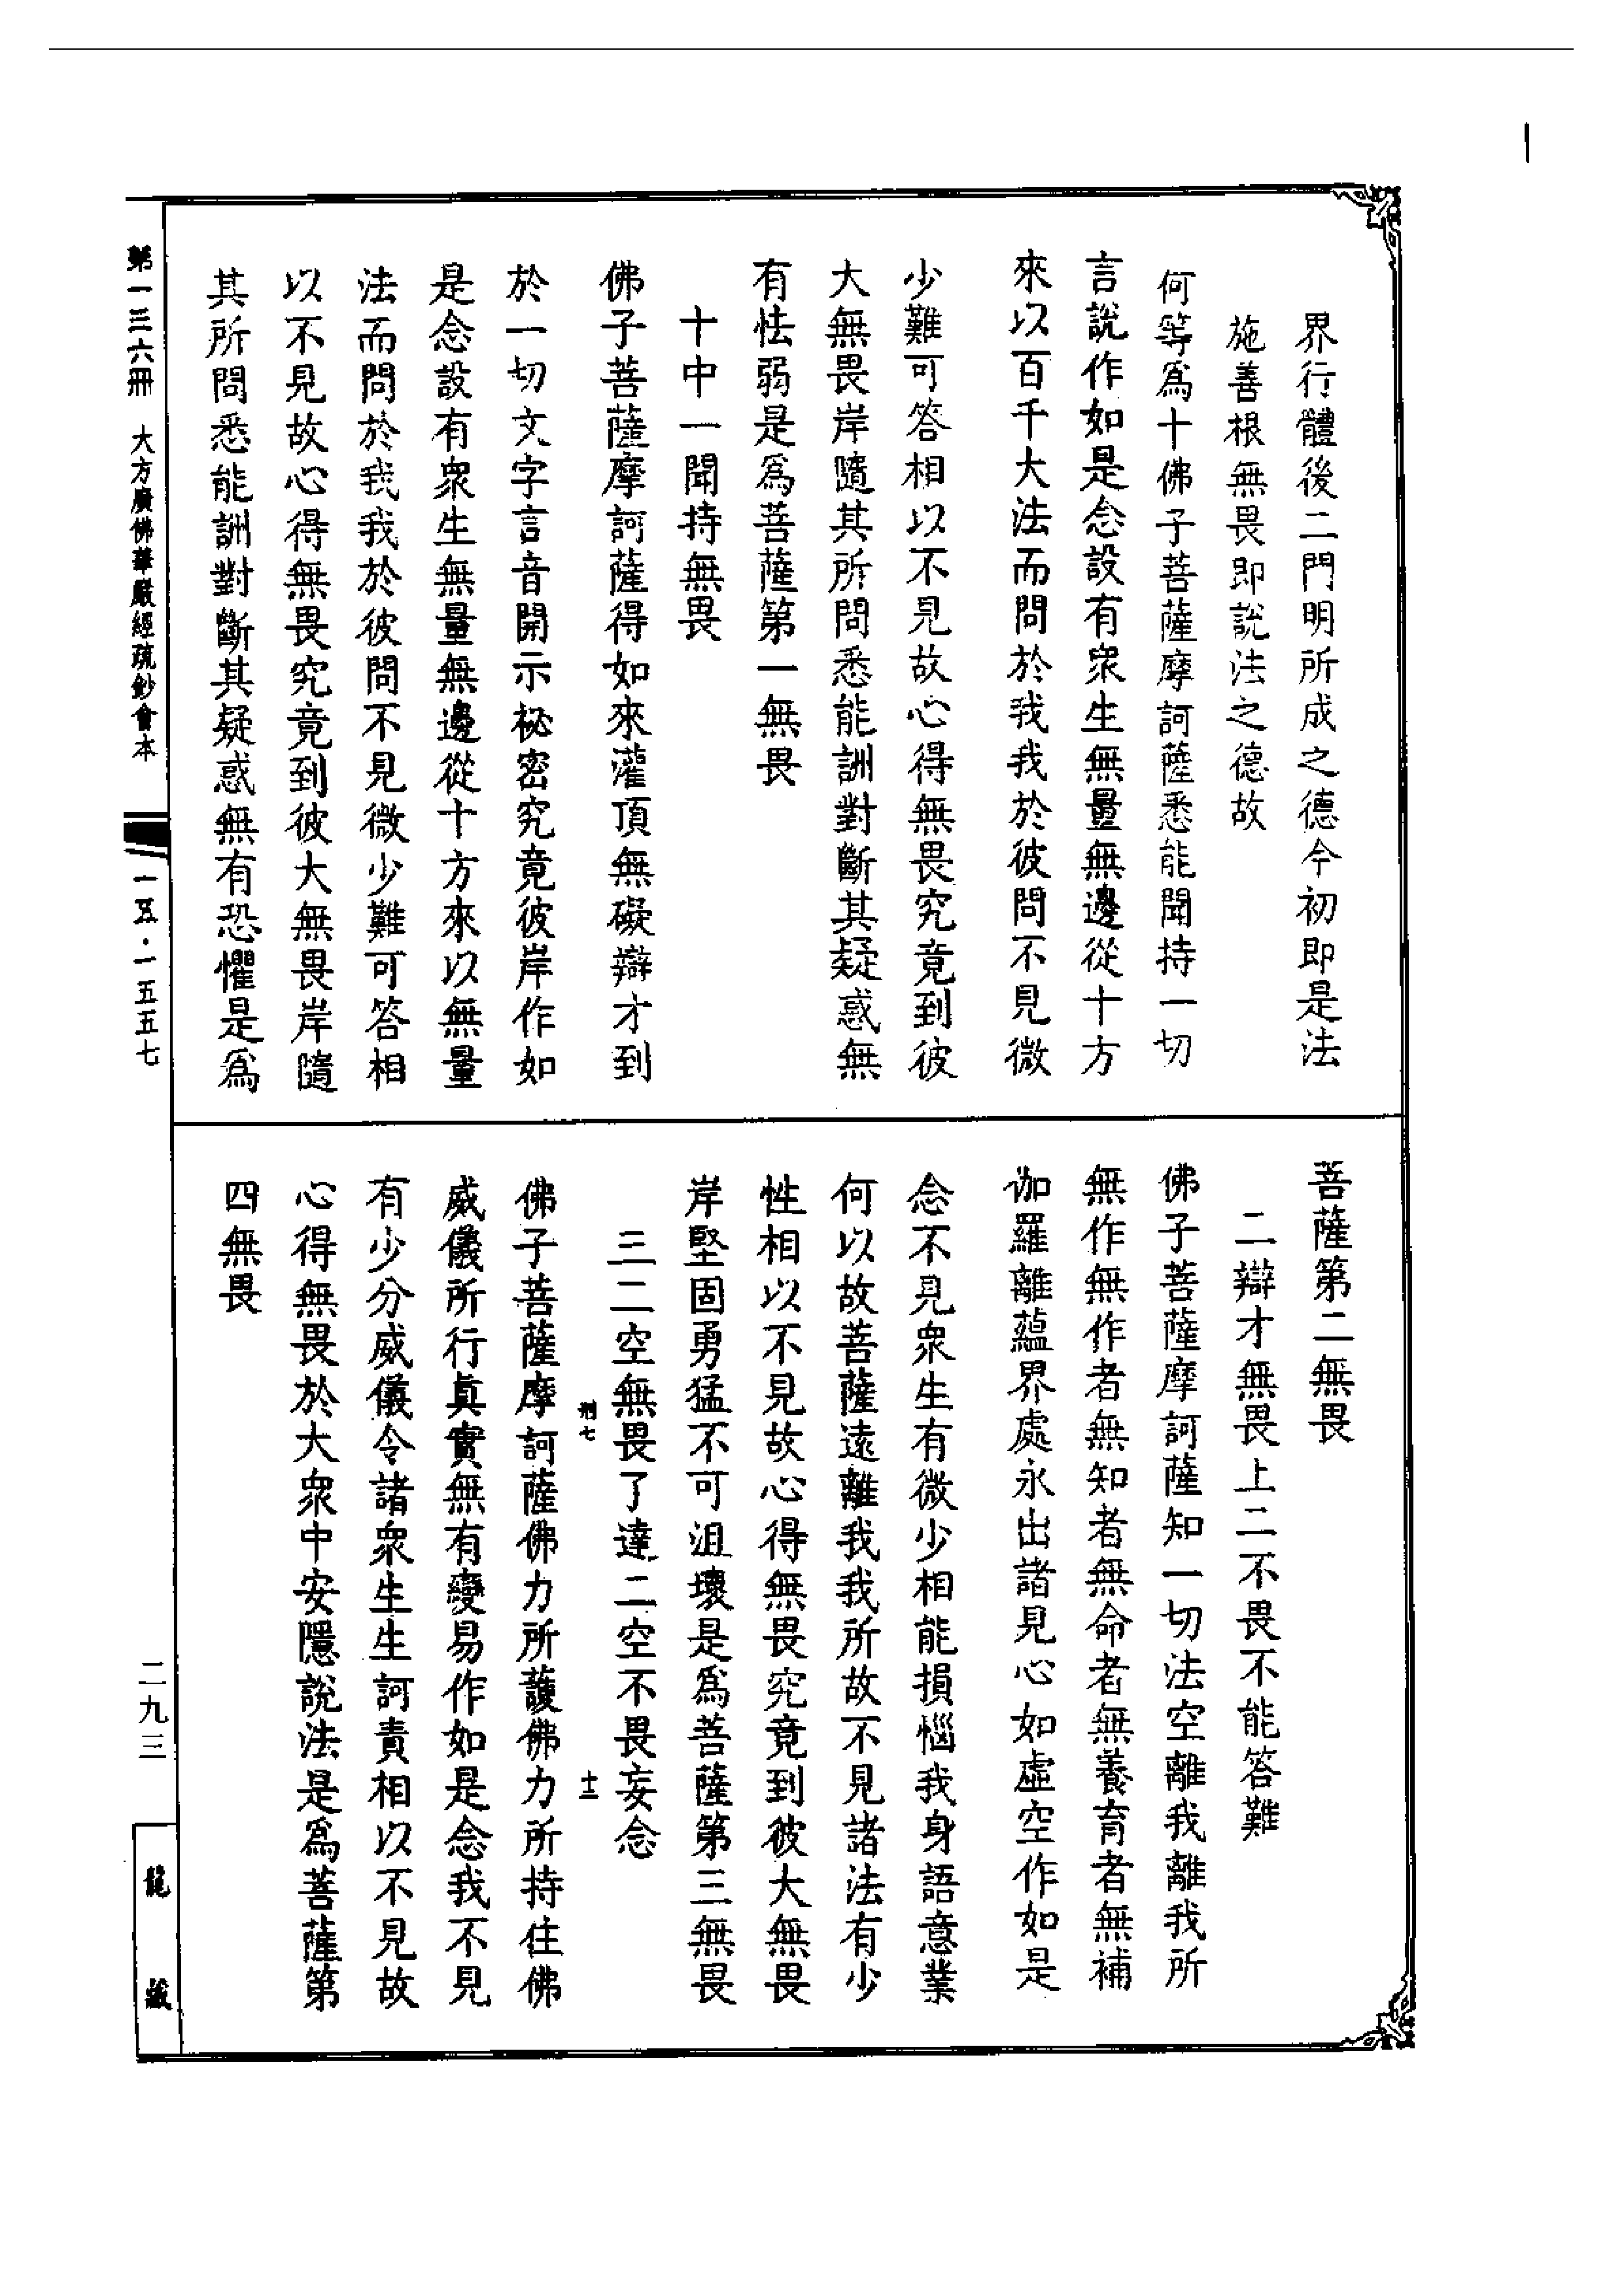 界行體後二門明所成之德今初即是法
施善根無畏即說法之德故
何等爲十佛子菩薩摩訶薩悉能聞持一切
言說作如是念設有衆生無量無邊從十方
來以百千大法而問於我我於彼問不見微
少難可答相以不見故心得無畏究竟到彼
大無畏岸隨其所問悉能詶對斷其疑惑無
有怯弱是爲菩薩第一無畏
十中一聞持無畏
佛子菩薩摩訶薩得如來灌頂無礙辯才到
於一切文字言音開示祕密究竟彼岸作如
是念設有衆生無量無邊從十方來以無量
法而問於我我於彼問不見微少難可答相
以不見故心得無畏究竟到彼大無畏岸隨
其所問悉能詶對斷其疑惑無有恐懼是爲
菩薩第二無畏
二辯才無畏上二不畏不能答難
佛子菩薩摩訶薩知一切法空離我離我所
無作無作者無知者無命者無養育者無補
伽羅離蘊界處永出諸見心如虛空作如是
念不見衆生有微少相能損惱我身語意業
何以故菩薩遠離我我所故不見諸法有少
性相以不見故心得無畏究竟到彼大無畏
岸堅固勇猛不可沮壞是爲菩薩第三無畏
三二空無畏了達二空不畏妄念
荆七 十二
佛子菩薩摩訶薩佛力所護佛力所持住佛
威儀所行真實無有變易作如是念我不見
有少分威儀令諸衆生生訶責相以不見故
心得無畏於大衆中安隱說法是爲菩薩第
四無畏
第一三六冊 大方廣佛華嚴經疏鈔會本
一五·一五五七
二九三
龍藏